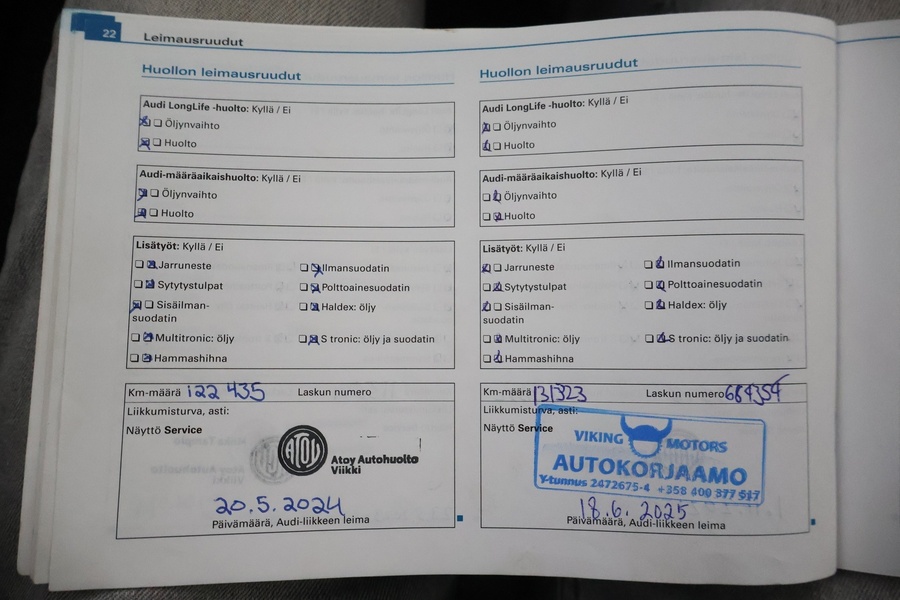 22
Leimausruudut
Huollon leimausruudut
Audi LongLife -huolto: Kyllä / Ei
Öljynvaihto
Huolto
Audi-määräaikaishuolto: Kyllä / Ei
Öljynvaihto
Huolto
Lisätyöt: Kyllä / Ei
Jarruneste
Ilmansuodatin
Sytytystulpat
Polttoainesuodatin
Sisäilman-
suodatin
Haldex: öljy
Multitronic: öljy
S tronic: öljy ja suodatin
Hammashihna
Km-määrä 122 435 Laskun numero
Liikkumisturva, asti:
Näyttö Service
ATOY
Atoy Autohuolto
Viikki
20.5.2024
Päivämäärä, Audi-liikkeen leima
Huollon leimausruudut
Audi LongLife -huolto: Kyllä / Ei
Öljynvaihto
Huolto
Audi-määräaikaishuolto: Kyllä / Ei
Öljynvaihto
Huolto
Lisätyöt: Kyllä / Ei
Jarruneste
Ilmansuodatin
Sytytystulpat
Polttoainesuodatin
Sisäilman-
suodatin
Haldex: öljy
Multitronic: öljy
S tronic: öljy ja suodatin
Hammashihna
Km-määrä 131323 Laskun numero 684354
Liikkumisturva, asti:
Näyttö Service
VIKING MOTORS
AUTOKORJAAMO
Y-tunnus 2472675-4 +358 400 377 517
18.6.2025
Päivämäärä, Audi-liikkeen leima